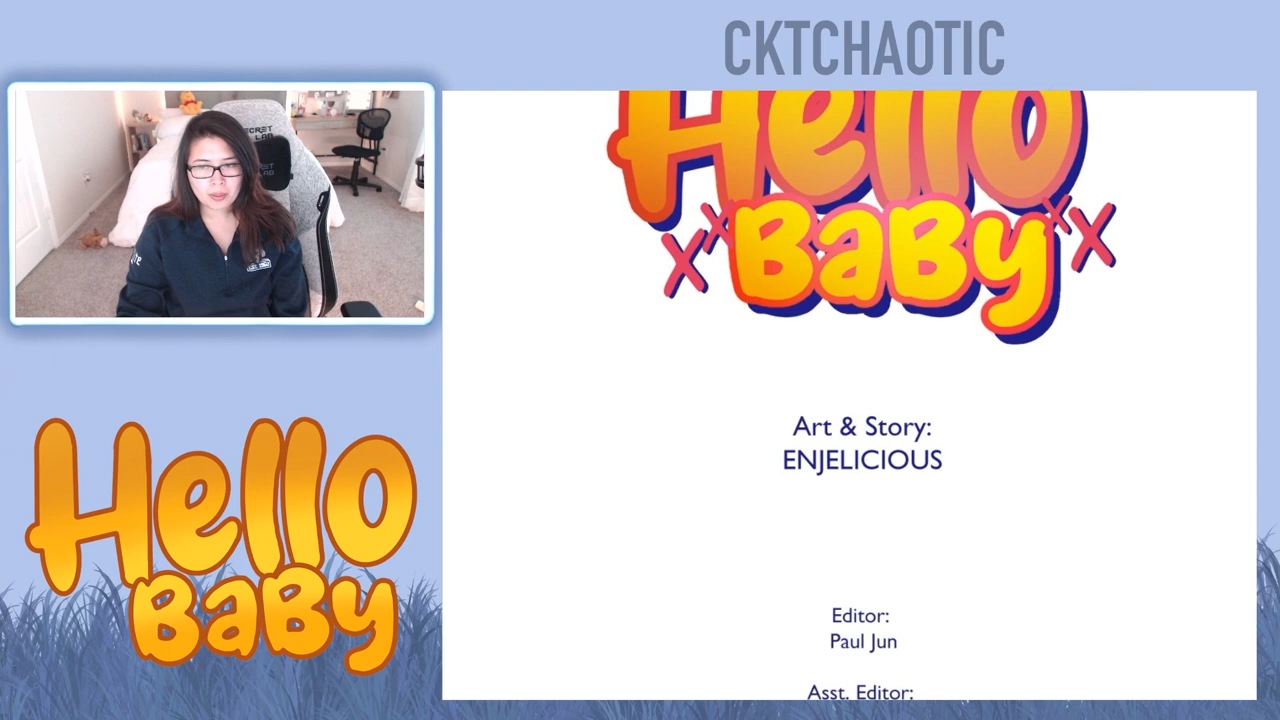 CKTCHAOTIC
Hello
BaBy
Art & Story:
ENJELICIOUS
Editor:
Paul Jun
Asst. Editor:
Hello
BaBy